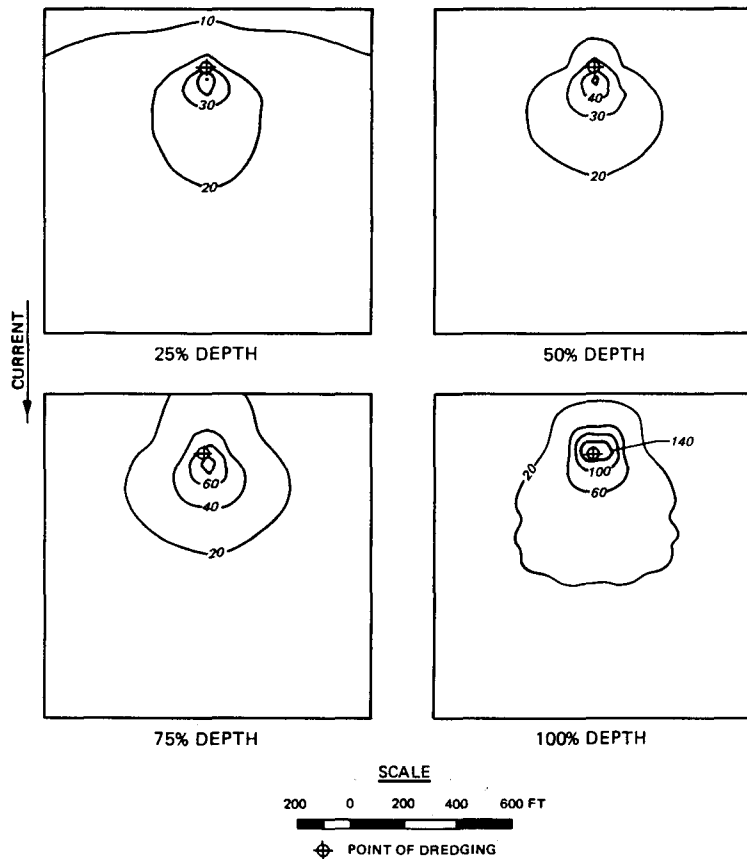 10
30
20
25% DEPTH
40
30
20
50% DEPTH
CURRENT
60
40
20
75% DEPTH
140
20
100
60
100% DEPTH
SCALE
200 0 200 400 600 FT
POINT OF DREDGING